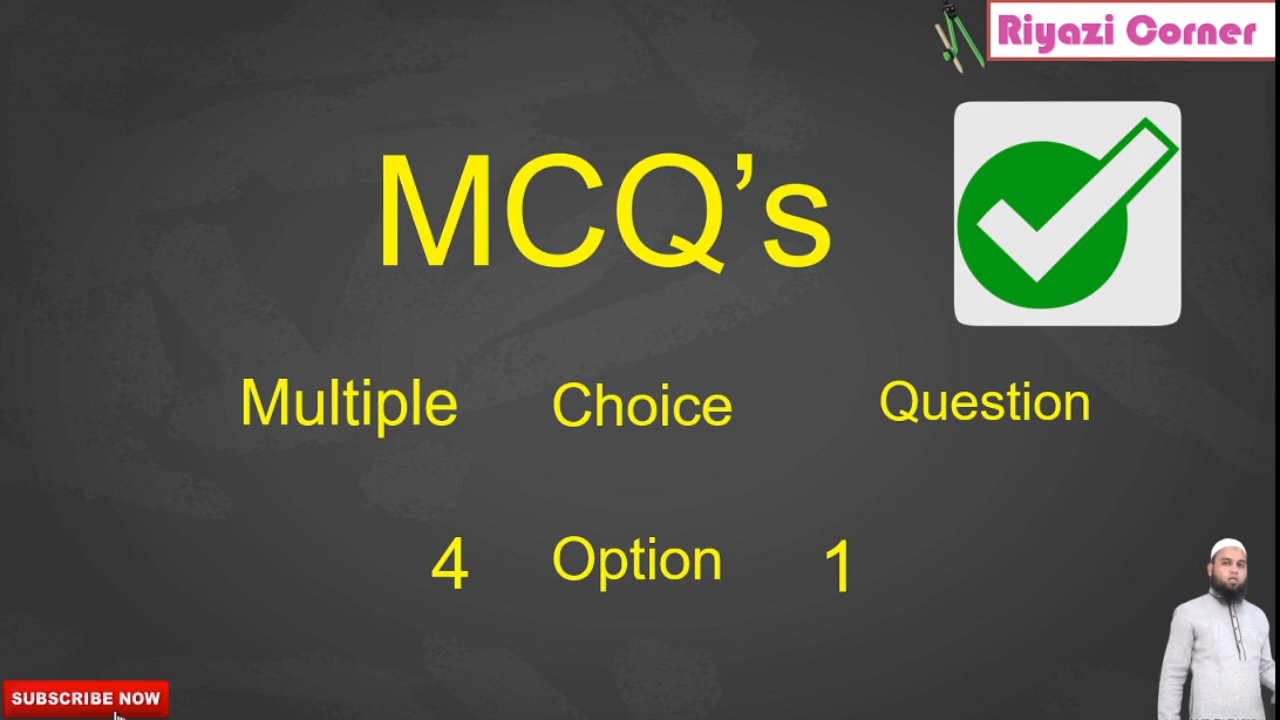 Riyazi Corner
MCQ’s
Multiple Choice Question
4 Option 1
SUBSCRIBE NOW